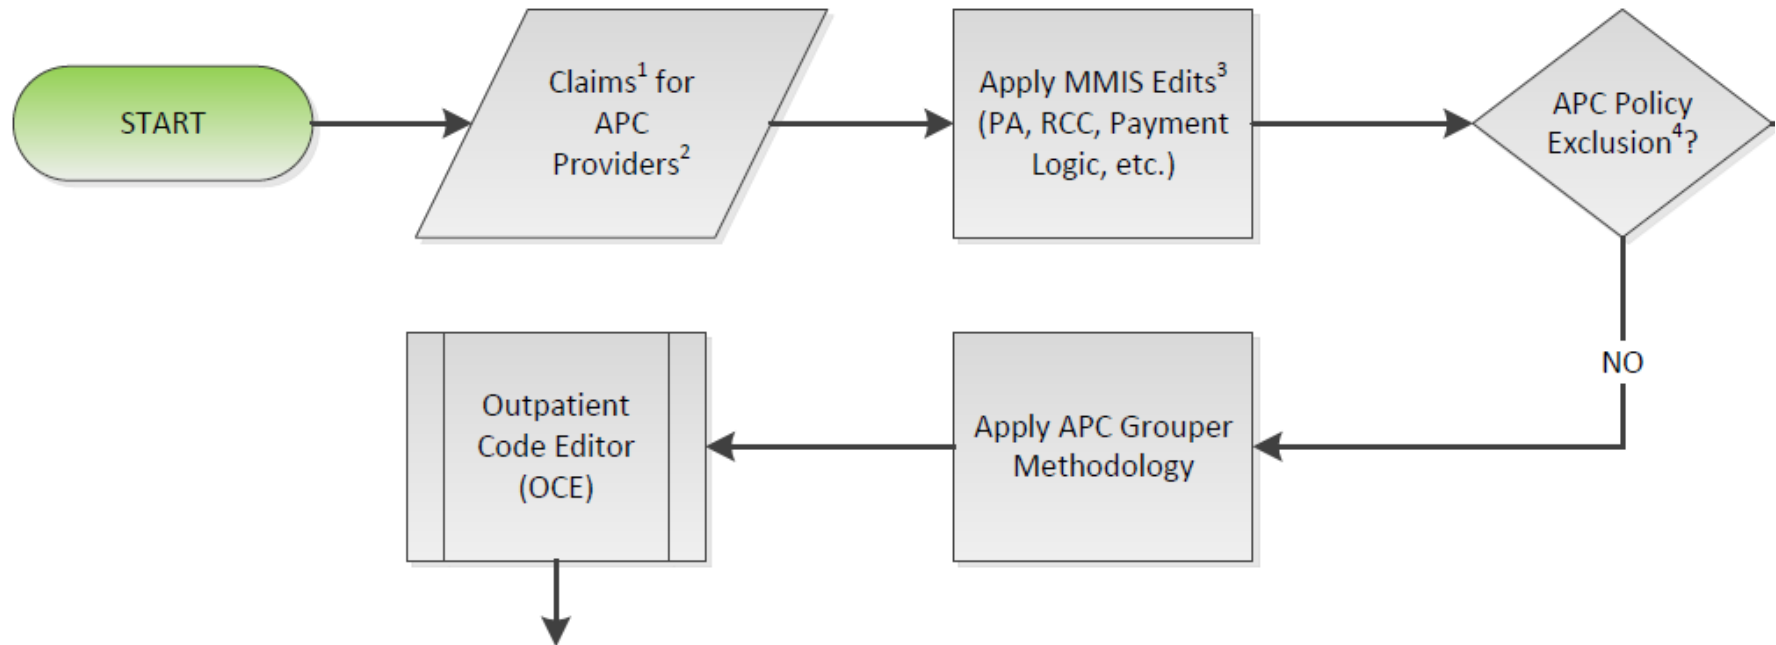 START
Claims¹ for
APC
Providers²
Apply MMIS Edits³
(PA, RCC, Payment
Logic, etc.)
APC Policy
Exclusion⁴?
NO
Apply APC Grouper
Methodology
Outpatient
Code Editor
(OCE)